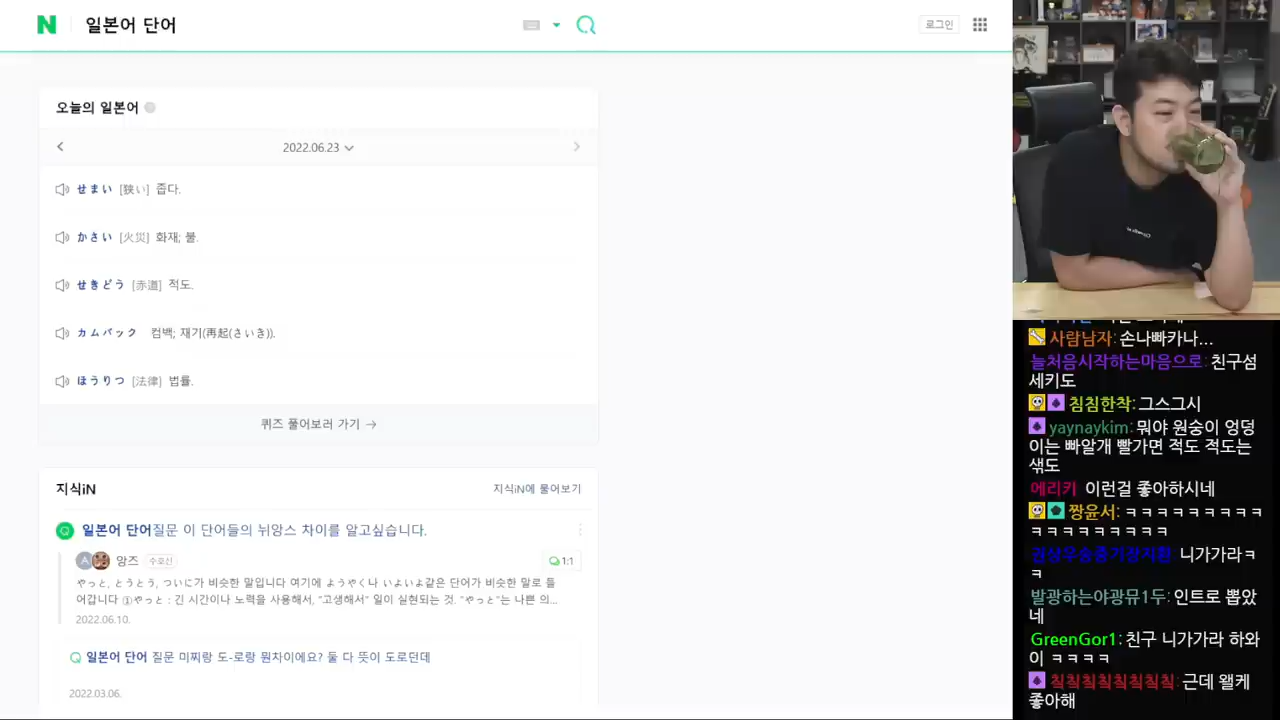 N 일본어 단어
로그인
오늘의 일본어
2022.06.23
せまい [狭い] 좁다.
かさい [火災] 화재; 불.
せきどう [赤道] 적도.
カムバック 컴백; 재기(再起(さいき)).
ほうりつ [法律] 법률.
퀴즈 풀어보러 가기 →
지식iN
지식iN에 물어보기
Q 일본어 단어질문 이 단어들의 뉘앙스 차이를 알고싶습니다.
A 앙즈 수호신
1:1
やっと, とうとう, ついに가 비슷한 말입니다 여기에 ようやく나 いよいよ같은 단어가 비슷한 말로 들
어갑니다 ①やっと : 긴 시간이나 노력을 사용해서, "고생해서" 일이 실현되는 것. "やっと"는 나쁜 의...
2022.06.10.
Q 일본어 단어 질문 미찌랑 도-로랑 뭔차이에요? 둘 다 뜻이 도로던데
2022.03.06.
사람남자: 손나빠카나...
늘처음시작하는마음으로: 친구섬
세키도
침침한착: 그스그시
yaynaykim: 뭐야 원숭이 엉덩
이는 빠알개 빨가면 적도 적도는
섹도
에리키 이런걸 좋아하시네
짱윤서: ㅋㅋㅋㅋㅋㅋㅋㅋㅋ
ㅋㅋㅋㅋㅋㅋㅋㅋㅋ
니가가라ㅋ
ㅋ
발광하는야광뮤1두: 인트로 뽑았
네
GreenGor1: 친구 니가가라 하와
이 ㅋㅋㅋㅋ
칰칰칰칰칰칰칰칰: 근데 왤케
좋아해